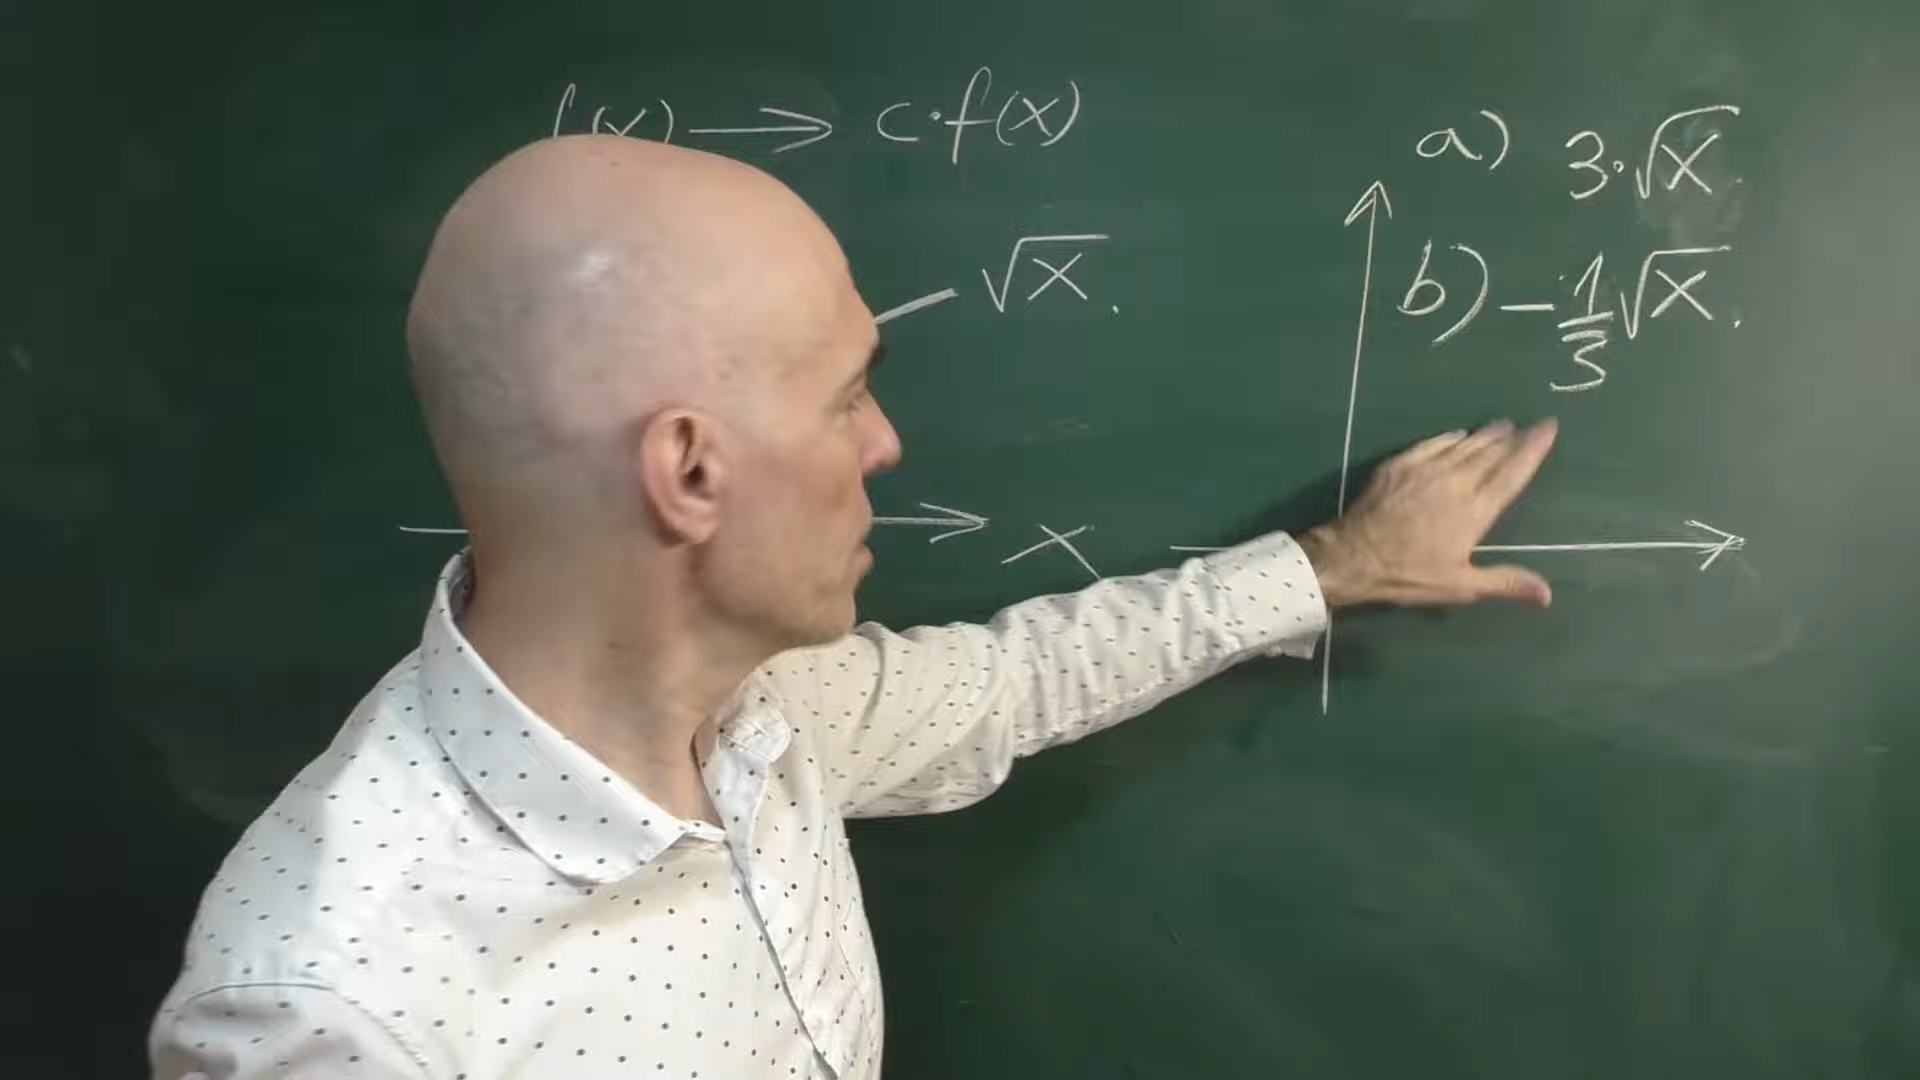 f(x) → c·f(x)
√x.
x
a) 3·√x
b) -1/3√x.
x